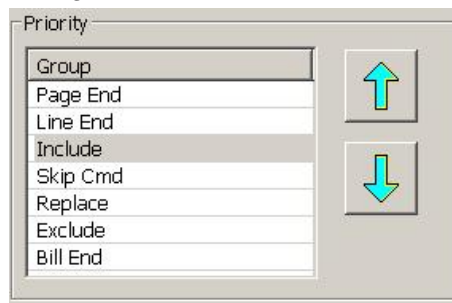 Priority
Group
Page End
Line End
Include
Skip Cmd
Replace
Exclude
Bill End